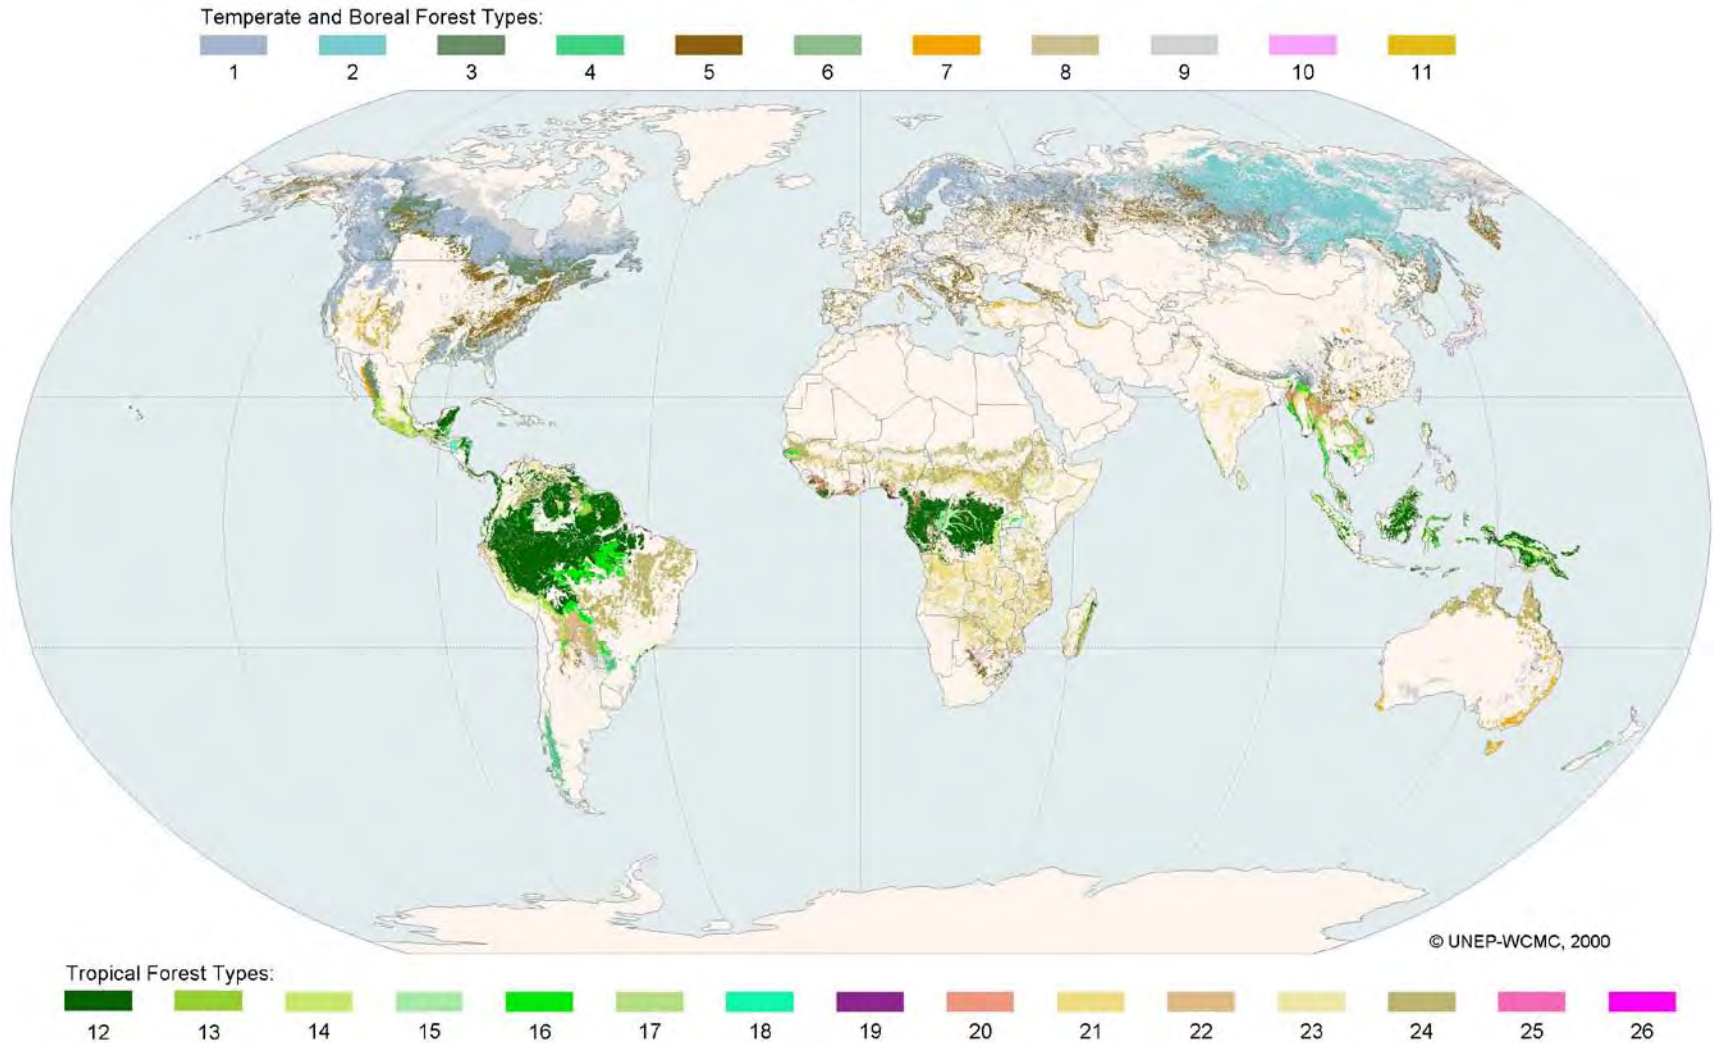 Temperate and Boreal Forest Types:
1 2 3 4 5 6 7 8 9 10 11
© UNEP-WCMC, 2000
Tropical Forest Types:
12 13 14 15 16 17 18 19 20 21 22 23 24 25 26